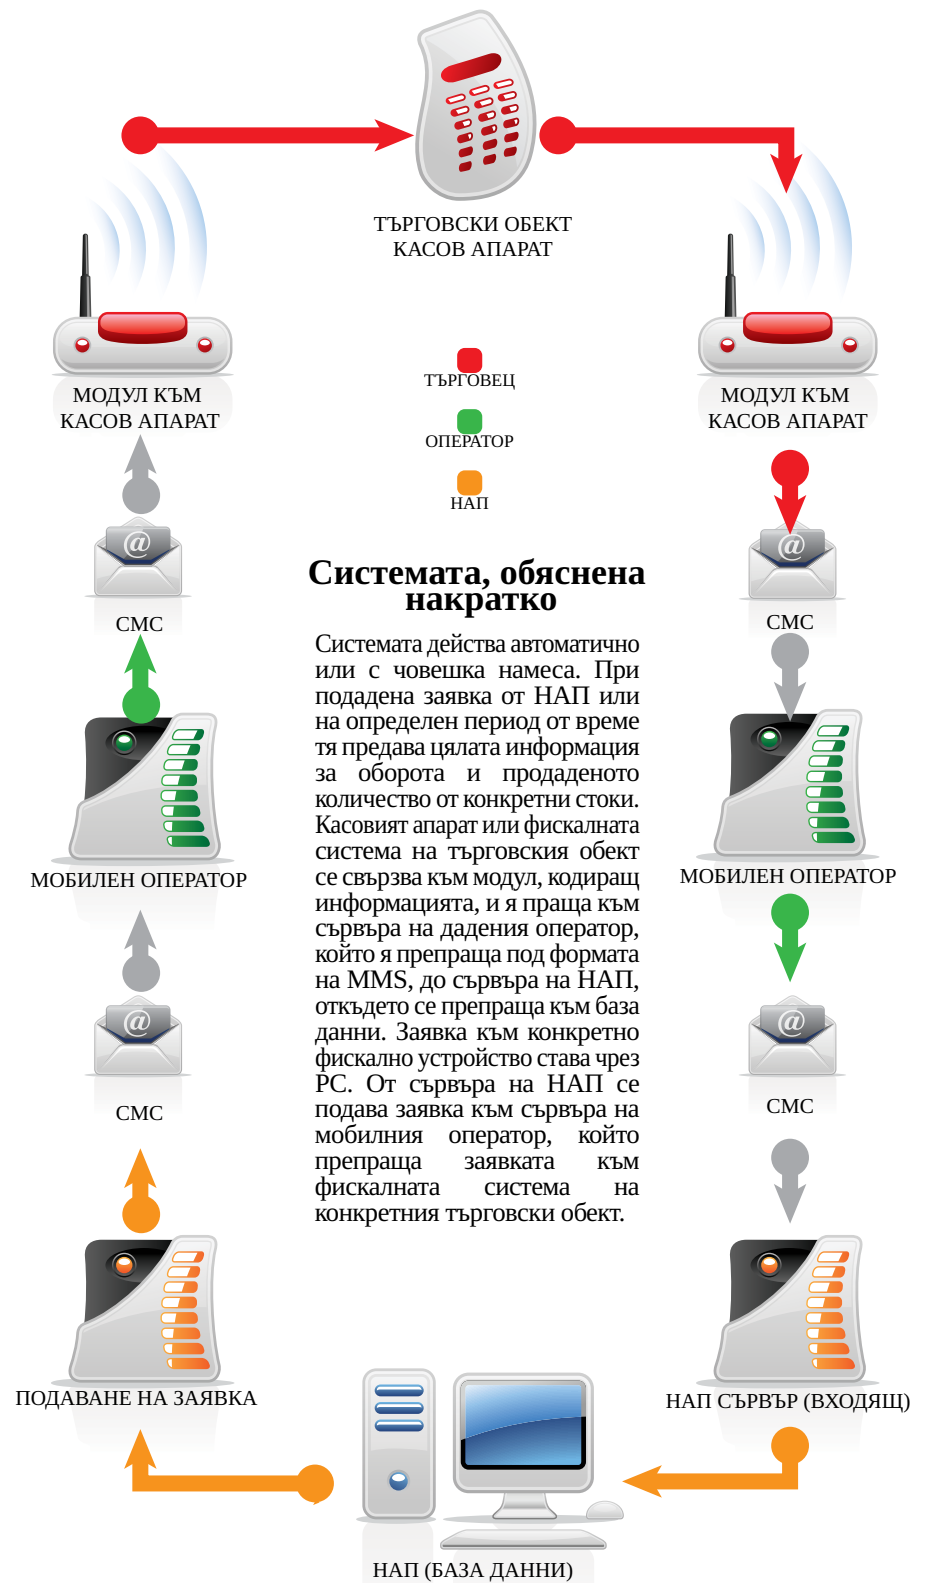 ТЪРГОВСКИ ОБЕКТ
КАСОВ АПАРАТ
МОДУЛ КЪМ
КАСОВ АПАРАТ
МОДУЛ КЪМ
КАСОВ АПАРАТ
ТЪРГОВЕЦ
ОПЕРАТОР
НАП
@
СМС
@
СМС
Системата, обяснена
накратко
Системата действа автоматично
или с човешка намеса. При
подадена заявка от НАП или
на определен период от време
тя предава цялата информация
за оборота и продаденото
количество от конкретни стоки.
Касовият апарат или фискалната
система на търговския обект
се свързва към модул, кодиращ
информацията, и я праща към
сървъра на дадения оператор,
който я препраща под формата
на MMS, до сървъра на НАП,
откъдето се препраща към база
данни. Заявка към конкретно
фискално устройство става чрез
PC. От сървъра на НАП се
подава заявка към сървъра на
мобилния оператор, който
препраща заявката към
фискалната система на
конкретния търговски обект.
МОБИЛЕН ОПЕРАТОР
МОБИЛЕН ОПЕРАТОР
@
СМС
@
СМС
ПОДАВАНЕ НА ЗАЯВКА
НАП СЪРВЪР (ВХОДЯЩ)
НАП (БАЗА ДАННИ)